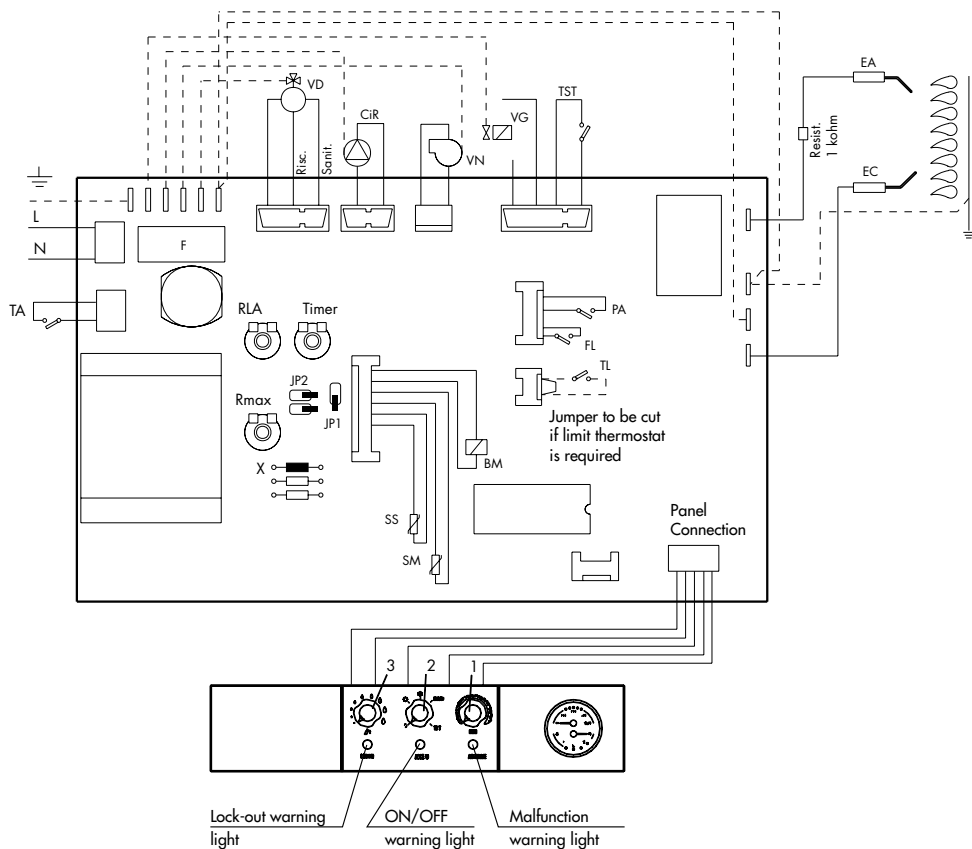 EA
VD
TST
CiR
VG
Resist.
1 kohm
Risc.
Sanit.
VN
EC
L
N
F
TA
RLA
Timer
PA
FL
TL
JP2
Rmax
JP1
Jumper to be cut
if limit thermostat
is required
X
BM
SS
Panel
Connection
SM
3
2
1
Lock-out warning
light
ON/OFF
warning light
Malfunction
warning light